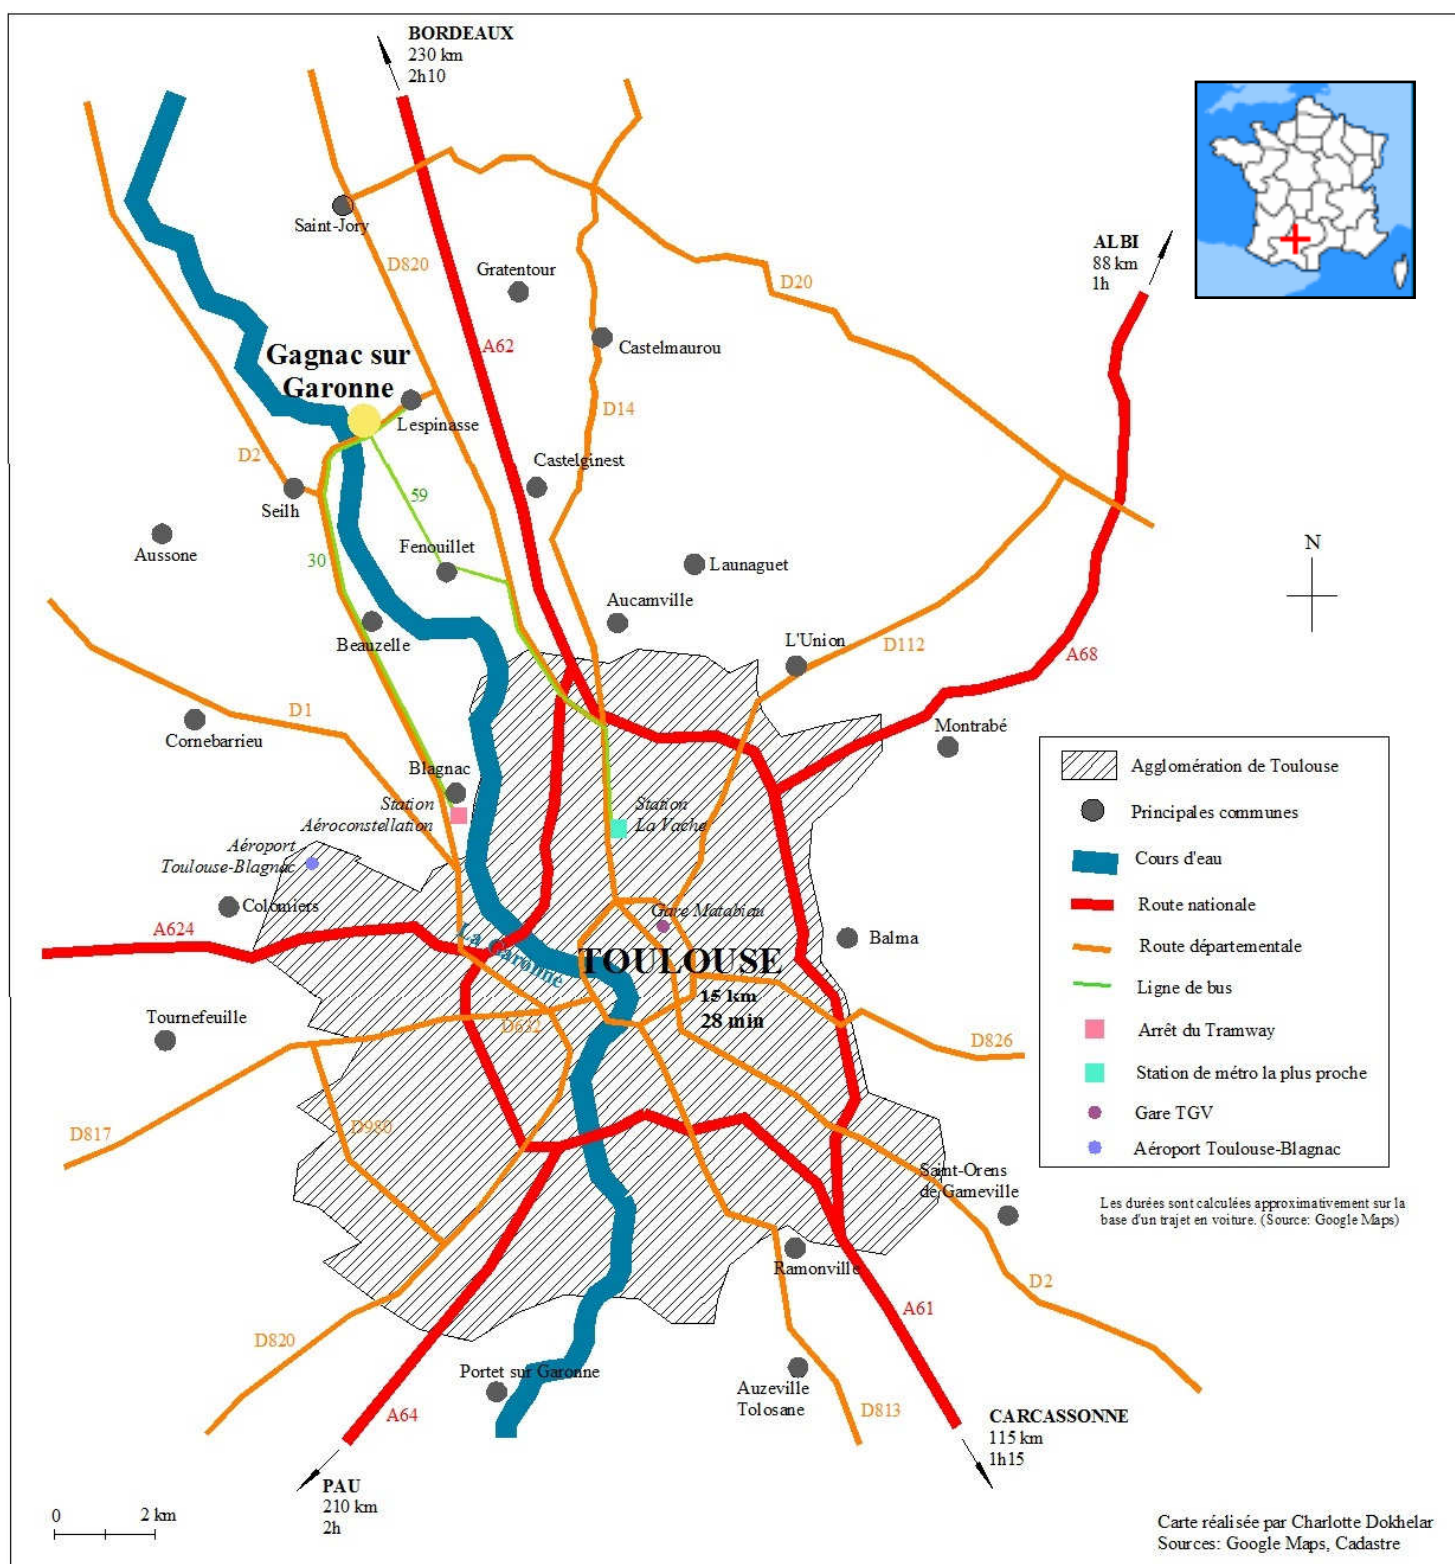 BORDEAUX
230 km
2h10
ALBI
88 km
1h
Saint-Jory
D820
Gratentour
D20
A62
Castelmaurou
Gagnac sur
Garonne
Lespinasse
D14
D2
Castelginest
59
Seilh
Aussone
30
Fenouillet
Launaguet
N
Aucamville
Beauzelle
L'Union
D112
A68
D1
Cornebarrieu
Montrabé
Blagnac
Station
Aéroconstellation
Station
La Vache
Aéroport
Toulouse-Blagnac
Colomiers
A624
Gare Matabiau
Balma
La Garonne
TOULOUSE
15 km
28 min
Tournefeuille
D632
D826
D817
D980
Saint-Orens
de Gameville
Ramonville
D2
A61
D820
Portet sur Garonne
Auzeville
Tolosane
A64
D813
CARCASSONNE
115 km
1h15
PAU
210 km
2h
0 2 km
Agglomération de Toulouse
Principales communes
Cours d'eau
Route nationale
Route départementale
Ligne de bus
Arrêt du Tramway
Station de métro la plus proche
Gare TGV
Aéroport Toulouse-Blagnac
Les durées sont calculées approximativement sur la
base d'un trajet en voiture. (Source: Google Maps)
Carte réalisée par Charlotte Dokhelar
Sources: Google Maps, Cadastre